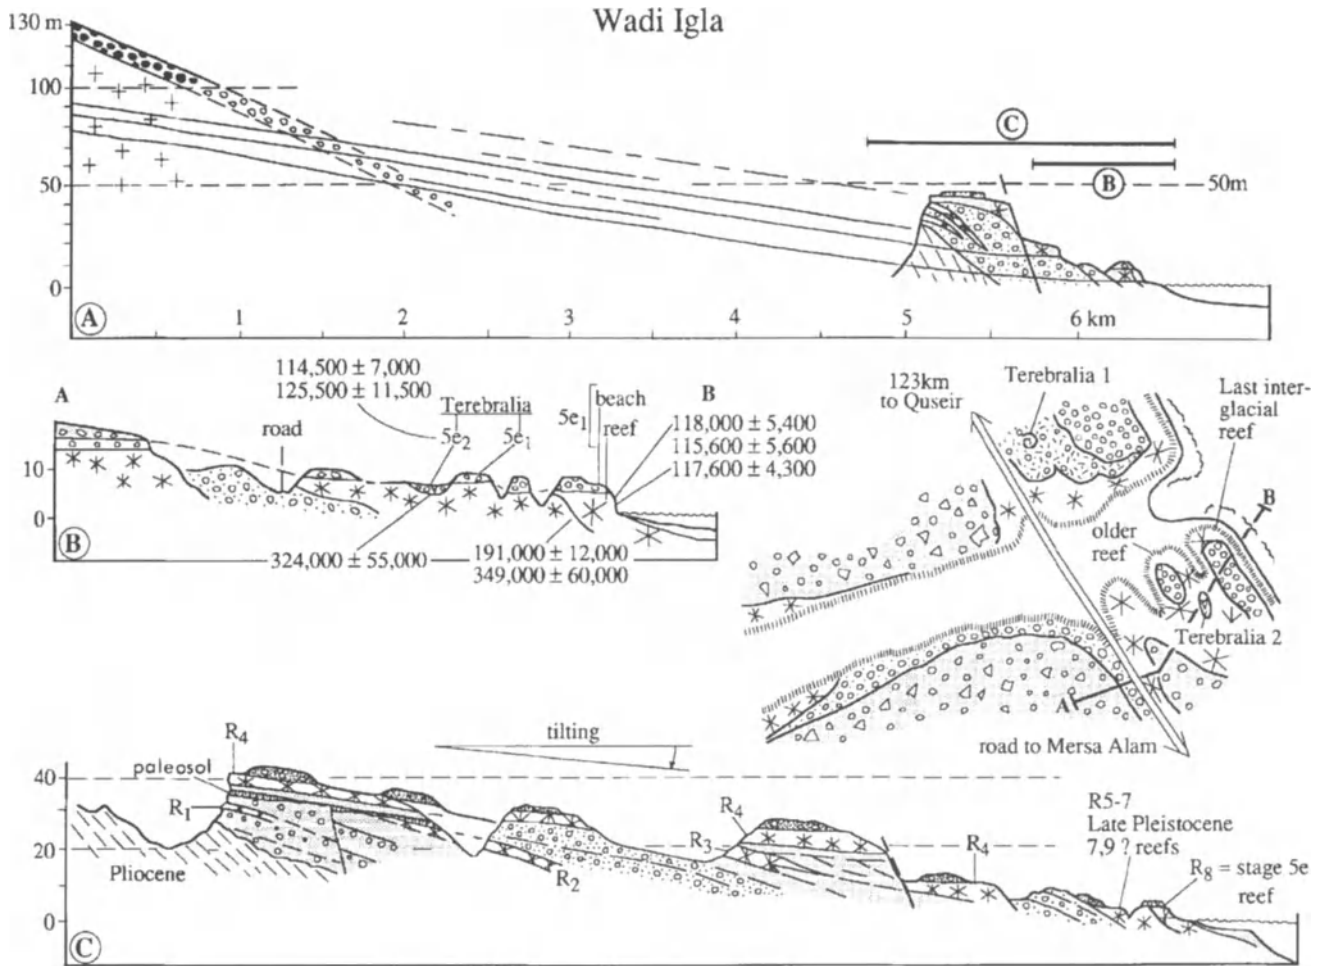 Wadi Igla
130 m
100
50
0
C
B
50m
A
1
2
3
4
5
6 km
A
114,500 ± 7,000
125,500 ± 11,500
Terebralia
5e2
5e1
5e1
beach
reef
B
118,000 ± 5,400
115,600 ± 5,600
117,600 ± 4,300
road
10
0
B
324,000 ± 55,000
191,000 ± 12,000
349,000 ± 60,000
123km
to Quseir
Terebralia 1
Last inter-
glacial
reef
B
older
reef
Terebralia 2
A
road to Mersa Alam
R4
tilting
40
paleosol
R1
20
Pliocene
R2
R3
R4
R4
R5-7
Late Pleistocene
7,9 ? reefs
R8 = stage 5e
reef
0
C